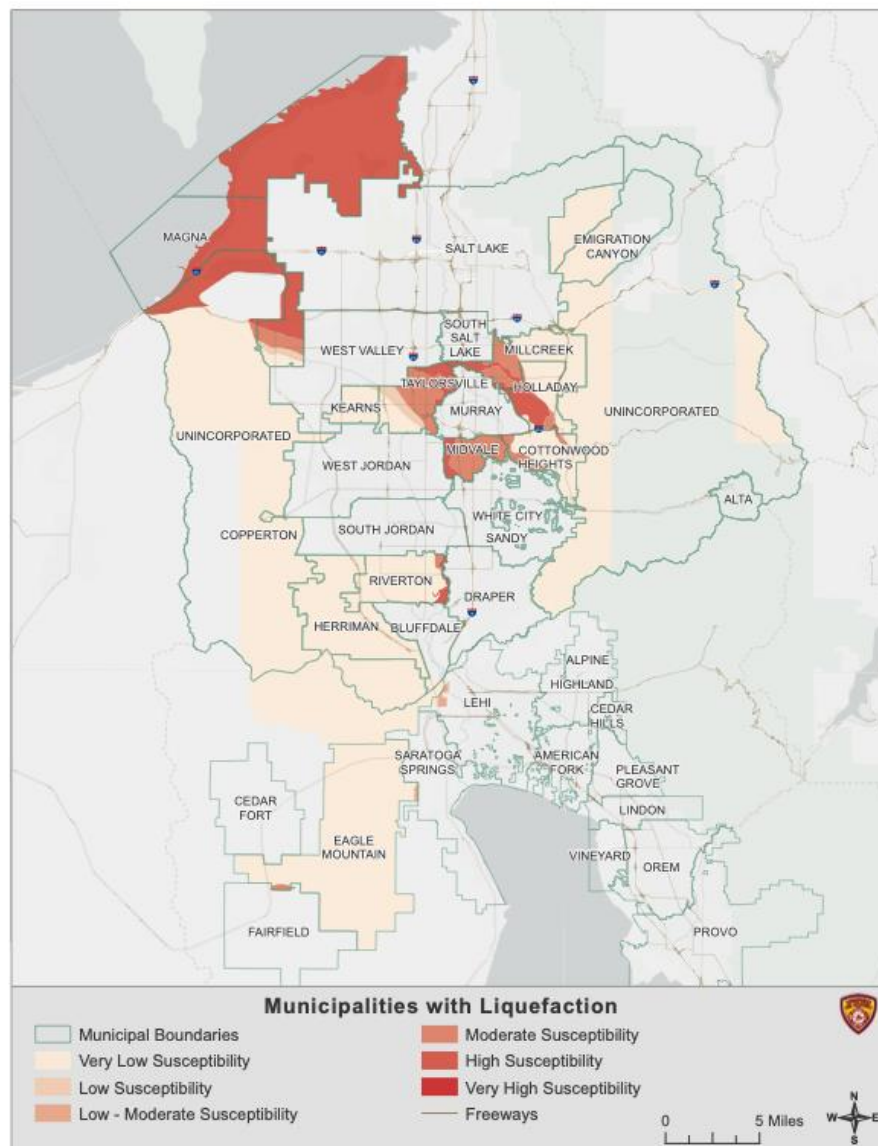 MAGNA
SALT LAKE
EMIGRATION
CANYON
SOUTH
SALT
LAKE
WEST VALLEY
MILLCREEK
TAYLORSVILLE
HOLLADAY
KEARNS
MURRAY
UNINCORPORATED
UNINCORPORATED
MIDVALE
COTTONWOOD
HEIGHTS
WEST JORDAN
ALTA
WHITE CITY
COPPERTON
SOUTH JORDAN
SANDY
RIVERTON
DRAPER
HERRIMAN
BLUFFDALE
ALPINE
HIGHLAND
LEHI
CEDAR
HILLS
SARATOGA
SPRINGS
AMERICAN
FORK
PLEASANT
GROVE
CEDAR
FORT
LINDON
EAGLE
MOUNTAIN
VINEYARD
OREM
FAIRFIELD
PROVO
Municipalities with Liquefaction
Municipal Boundaries
Very Low Susceptibility
Low Susceptibility
Low - Moderate Susceptibility
Moderate Susceptibility
High Susceptibility
Very High Susceptibility
Freeways
0 5 Miles
N
W E
S